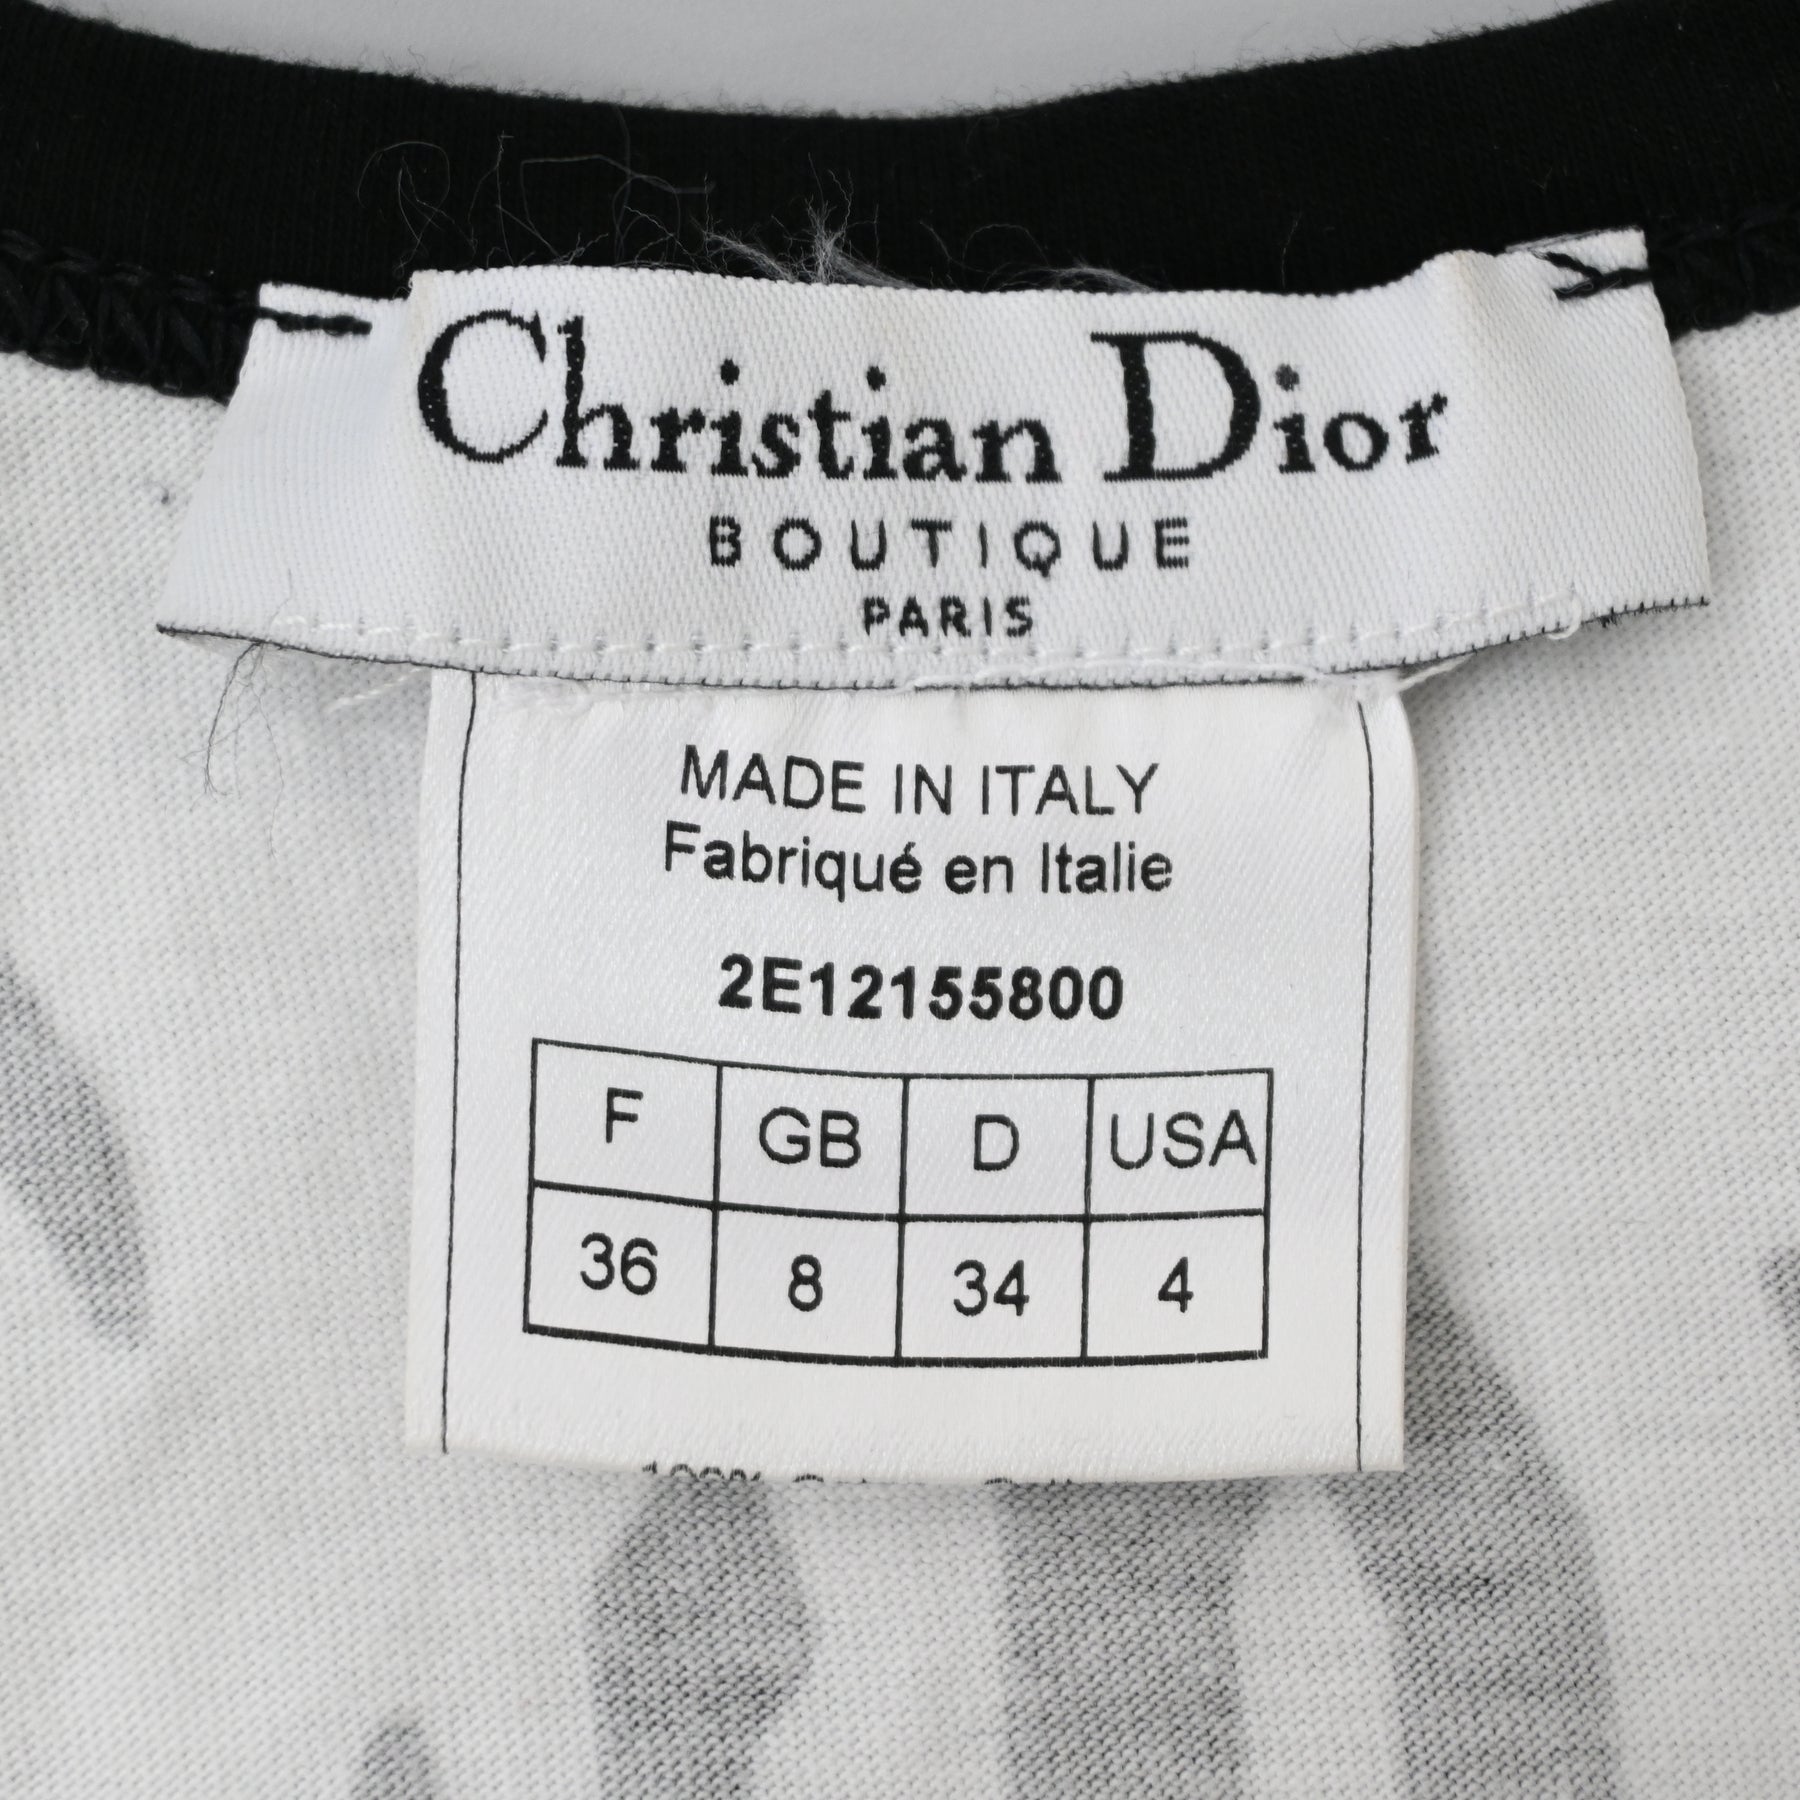 Christian Dior
BOUTIQUE
PARIS
MADE IN ITALY
Fabriqué en Italie
2E12155800
F GB D USA
36 8 34 4